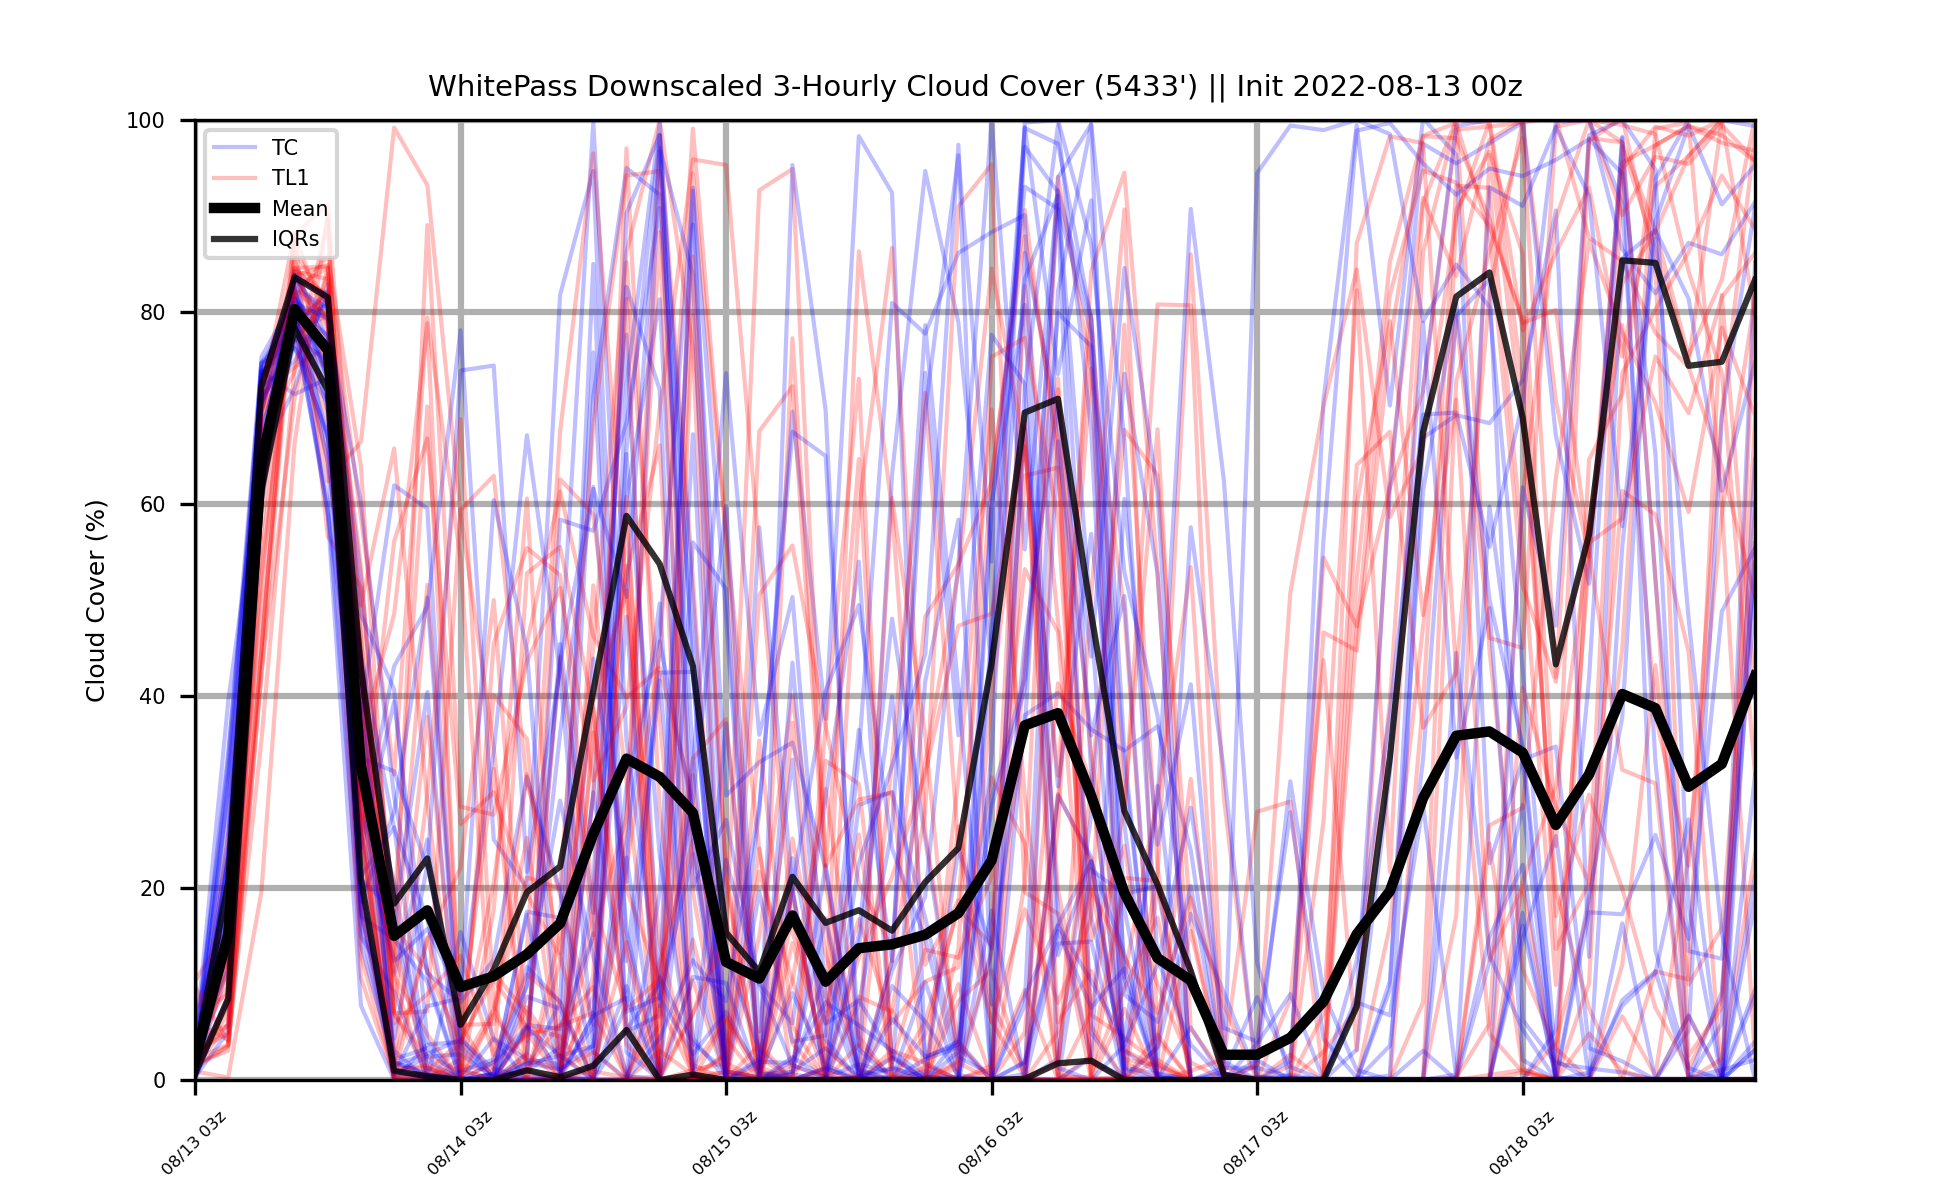 WhitePass Downscaled 3-Hourly Cloud Cover (5433') || Init 2022-08-13 00z
Cloud Cover (%)
100
80
60
40
20
0
TC
TL1
Mean
IQRs
08/13 03z
08/14 03z
08/15 03z
08/16 03z
08/17 03z
08/18 03z